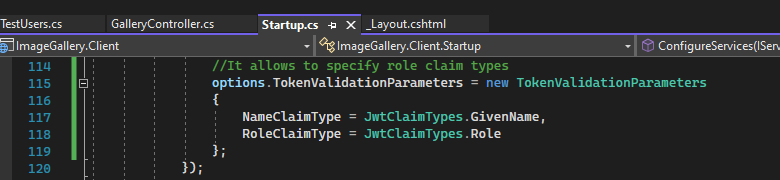 TestUsers.cs GalleryController.cs Startup.cs _Layout.cshtml
ImageGallery.Client ImageGallery.Client.Startup ConfigureServices(IServ
114 //It allows to specify role claim types
115 options.TokenValidationParameters = new TokenValidationParameters
116 {
117 NameClaimType = JwtClaimTypes.GivenName,
118 RoleClaimType = JwtClaimTypes.Role
119 };
120 });